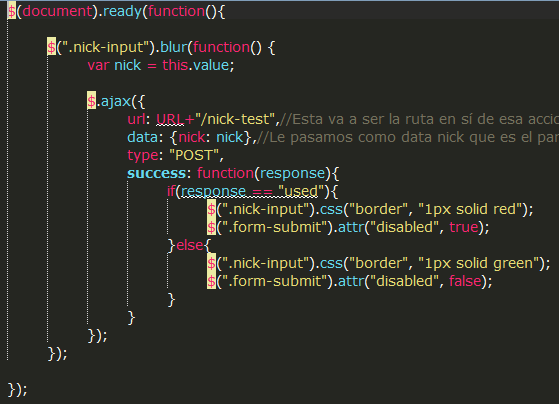 $(document).ready(function(){
$(".nick-input").blur(function() {
var nick = this.value;
$.ajax({
url: URL+"/nick-test",//Esta va a ser la ruta en sí de esa acci
data: {nick: nick},//Le pasamos como data nick que es el par
type: "POST",
success: function(response){
if(response == "used"){
$(".nick-input").css("border", "1px solid red");
$(".form-submit").attr("disabled", true);
}else{
$(".nick-input").css("border", "1px solid green");
$(".form-submit").attr("disabled", false);
}
}
});
});
});